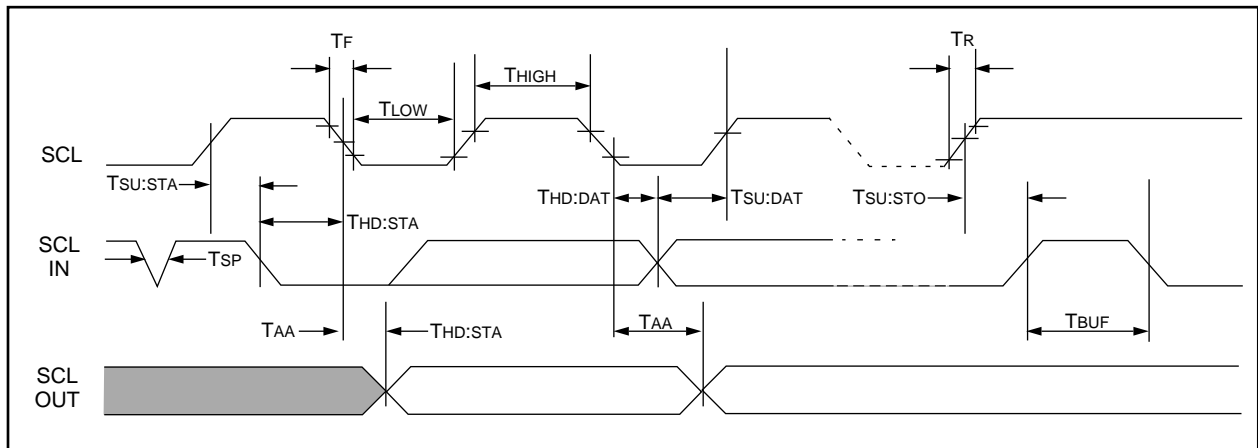 TF
TR
THIGH
TLOW
SCL
TSU:STA
THD:DAT
TSU:DAT
TSU:STO
THD:STA
SCL
IN
TSP
TAA
THD:STA
TAA
TBUF
SCL
OUT